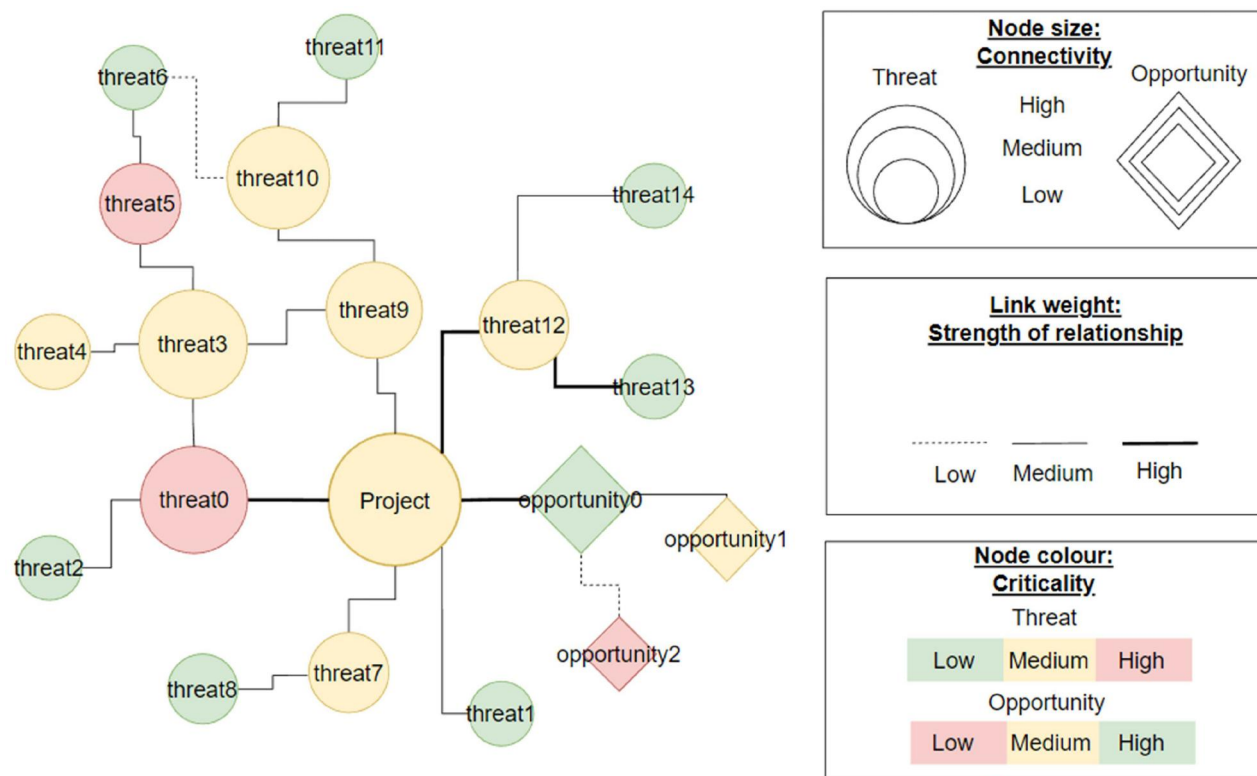 threat11
threat6
threat10
threat5
threat14
threat9
threat12
threat3
threat4
threat13
Project
threat0
opportunity0
opportunity1
threat2
opportunity2
threat7
threat8
threat1
Node size:
Connectivity
Threat
Opportunity
High
Medium
Low
Link weight:
Strength of relationship
Low
Medium
High
Node colour:
Criticality
Threat
Low Medium High
Opportunity
Low Medium High